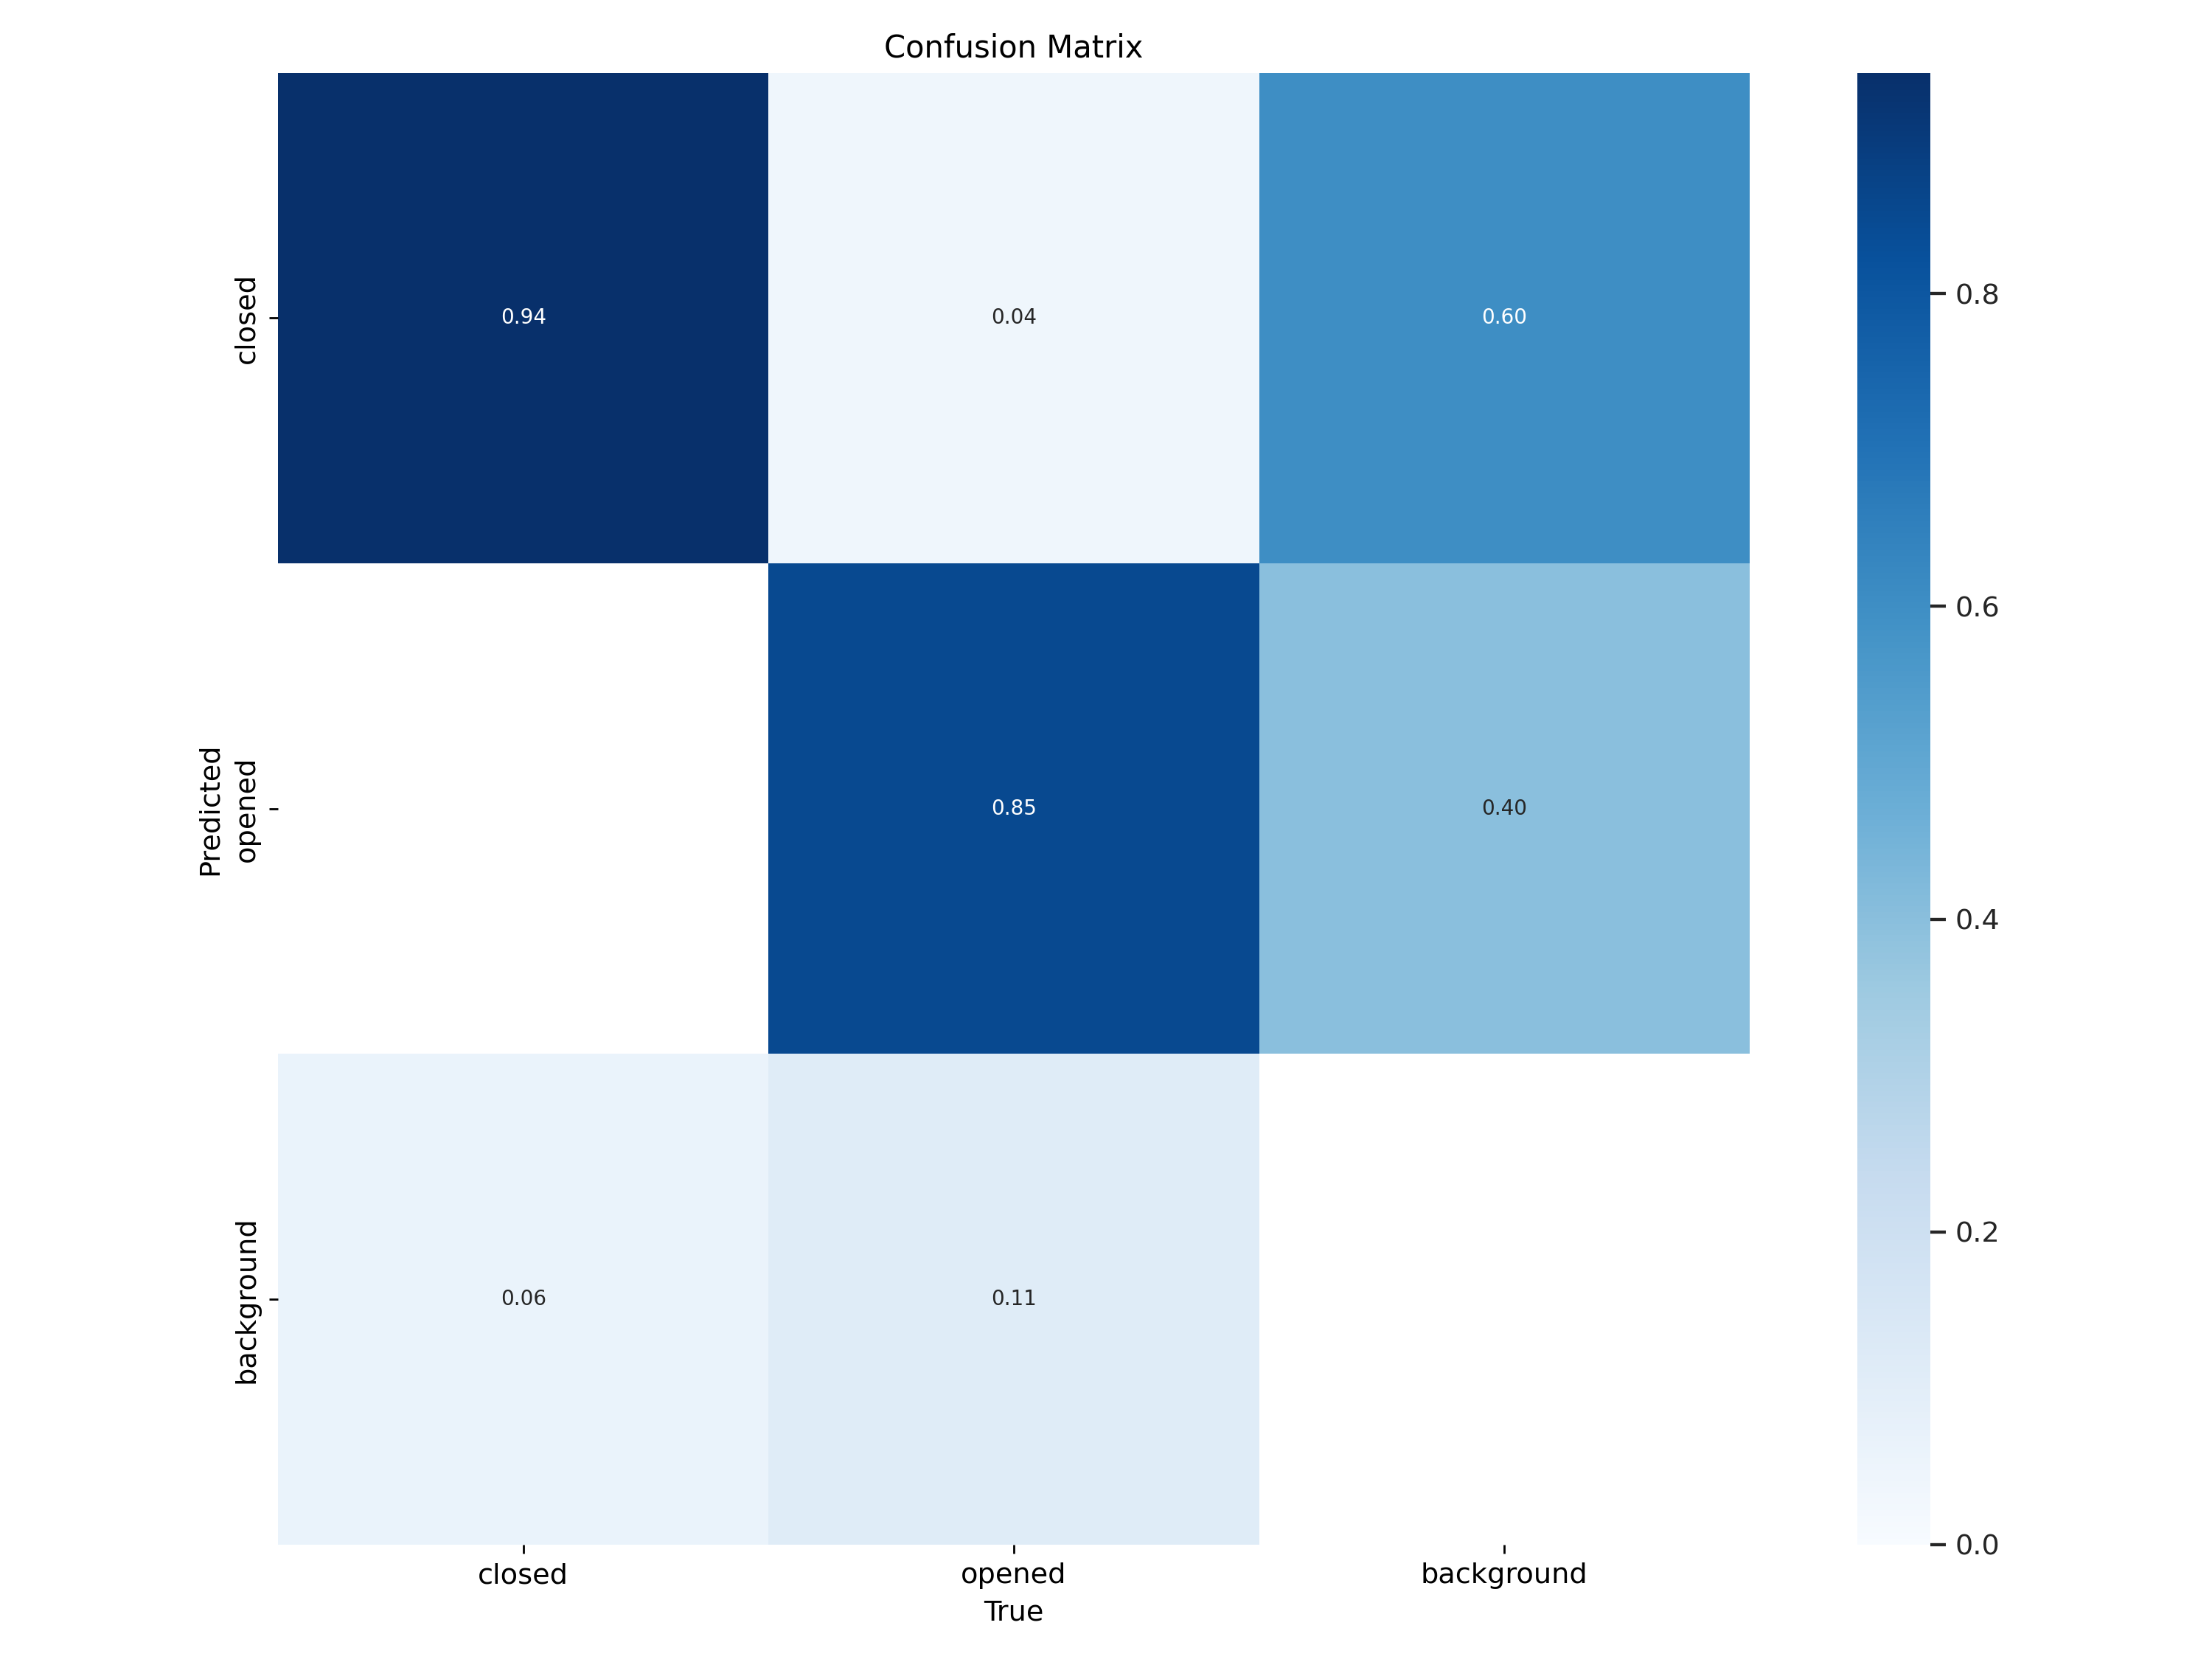 Confusion Matrix
closed
0.94
0.04
0.60
Predicted
opened
0.85
0.40
background
0.06
0.11
closed
opened
background
True
0.8
0.6
0.4
0.2
0.0